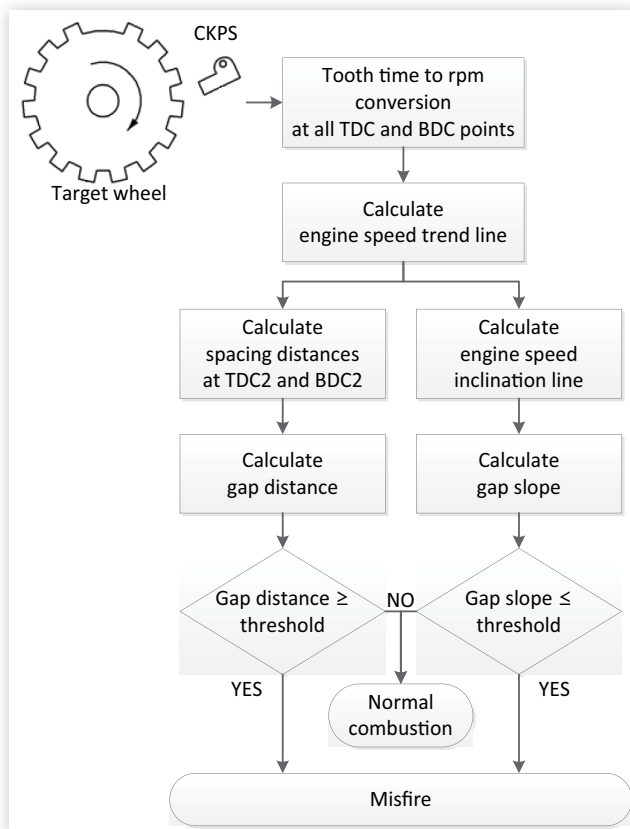 CKPS
Target wheel
Tooth time to rpm
conversion
at all TDC and BDC points
Calculate
engine speed trend line
Calculate
spacing distances
at TDC2 and BDC2
Calculate
engine speed
inclination line
Calculate
gap distance
Calculate
gap slope
Gap distance ≥
threshold
NO
Gap slope ≤
threshold
YES
Normal
combustion
YES
Misfire